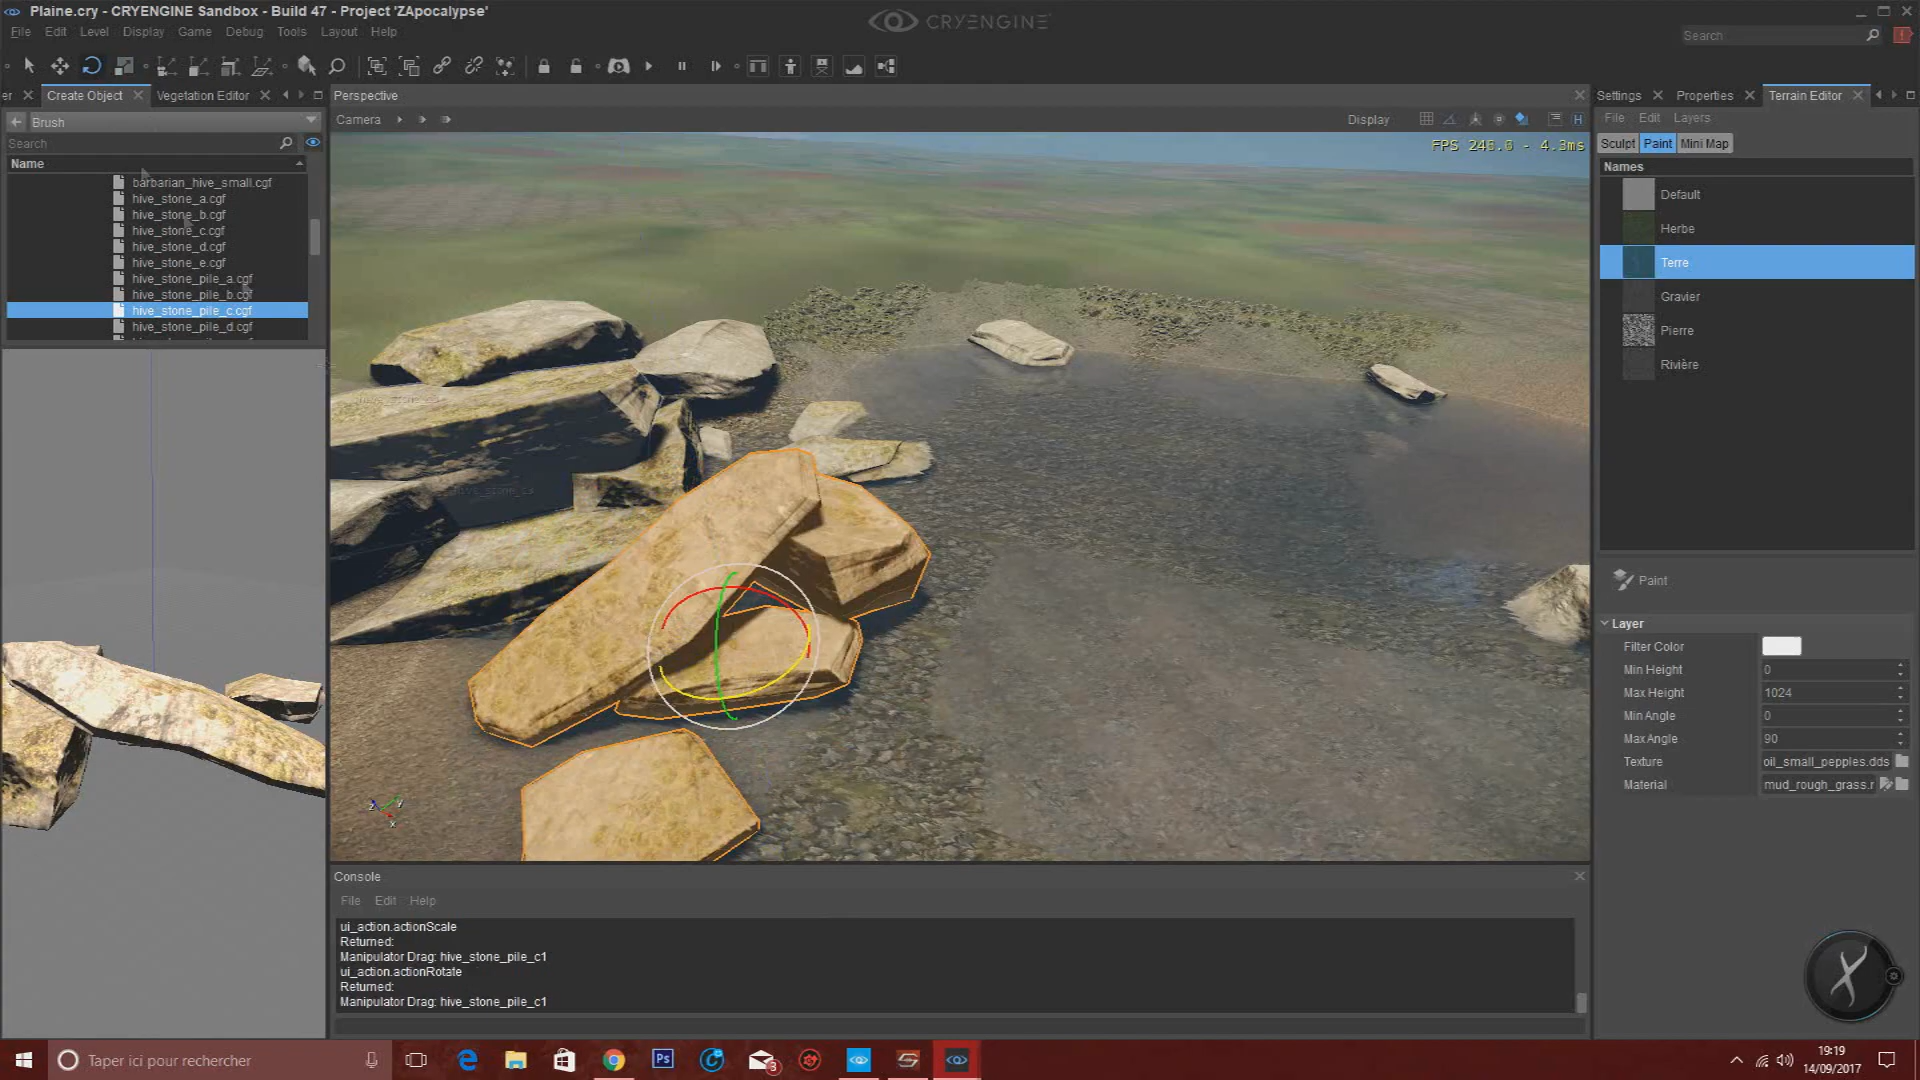 Plaine.cry - CRYENGINE Sandbox - Build 47 - Project 'ZApocalypse'
CRYENGINE
File Edit Level Display Game Debug Tools Layout Help
Search
er Create Object Vegetation Editor
Perspective
Settings Properties Terrain Editor
Brush
Camera
Display
File Edit Layers
Search
FPS 248.0 - 4.3ms
Sculpt Paint Mini Map
Name
Names
barbarian_hive_small.cgf
hive_stone_a.cgf
hive_stone_b.cgf
hive_stone_c.cgf
hive_stone_d.cgf
hive_stone_e.cgf
hive_stone_pile_a.cgf
hive_stone_pile_b.cgf
hive_stone_pile_c.cgf
hive_stone_pile_d.cgf
Default
Herbe
Terre
Gravier
Pierre
Rivière
Paint
Layer
Filter Color
Min Height 0
Max Height 1024
Min Angle 0
MaxAngle 90
Texture oil_small_pepples.dds
Material mud_rough_grass.r
z y
x
Console
File Edit Help
ui_action.actionScale
Returned:
Manipulator Drag: hive_stone_pile_c1
ui_action.actionRotate
Returned:
Manipulator Drag: hive_stone_pile_c1
Taper ici pour rechercher
Ps
3
19:19
14/09/2017